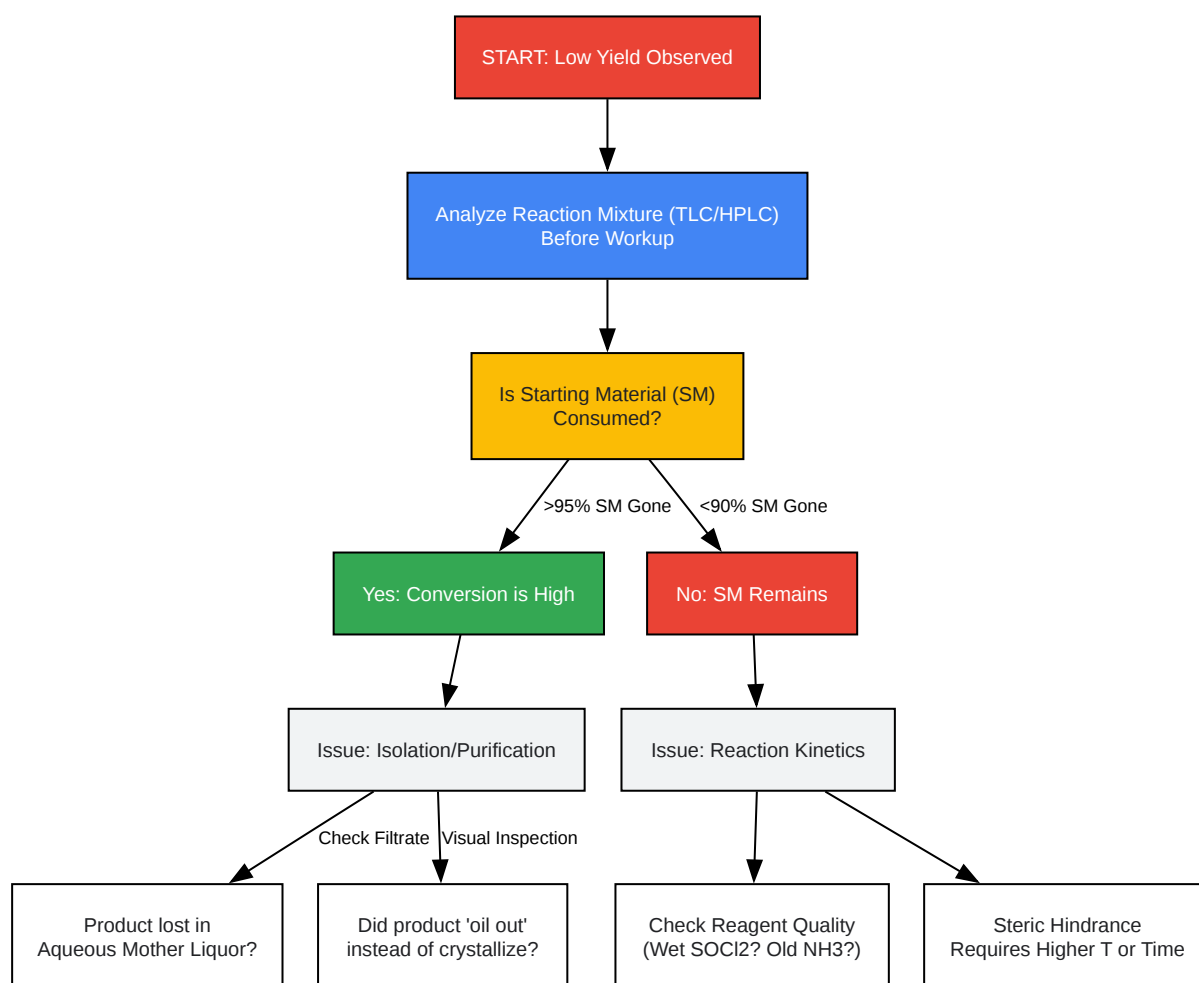 START: Low Yield Observed
Analyze Reaction Mixture (TLC/HPLC)
Before Workup
Is Starting Material (SM)
Consumed?
>95% SM Gone
<90% SM Gone
Yes: Conversion is High
No: SM Remains
Issue: Isolation/Purification
Issue: Reaction Kinetics
Check Filtrate
Visual Inspection
Product lost in
Aqueous Mother Liquor?
Did product 'oil out'
instead of crystallize?
Check Reagent Quality
(Wet SOCl2? Old NH3?)
Steric Hindrance
Requires Higher T or Time